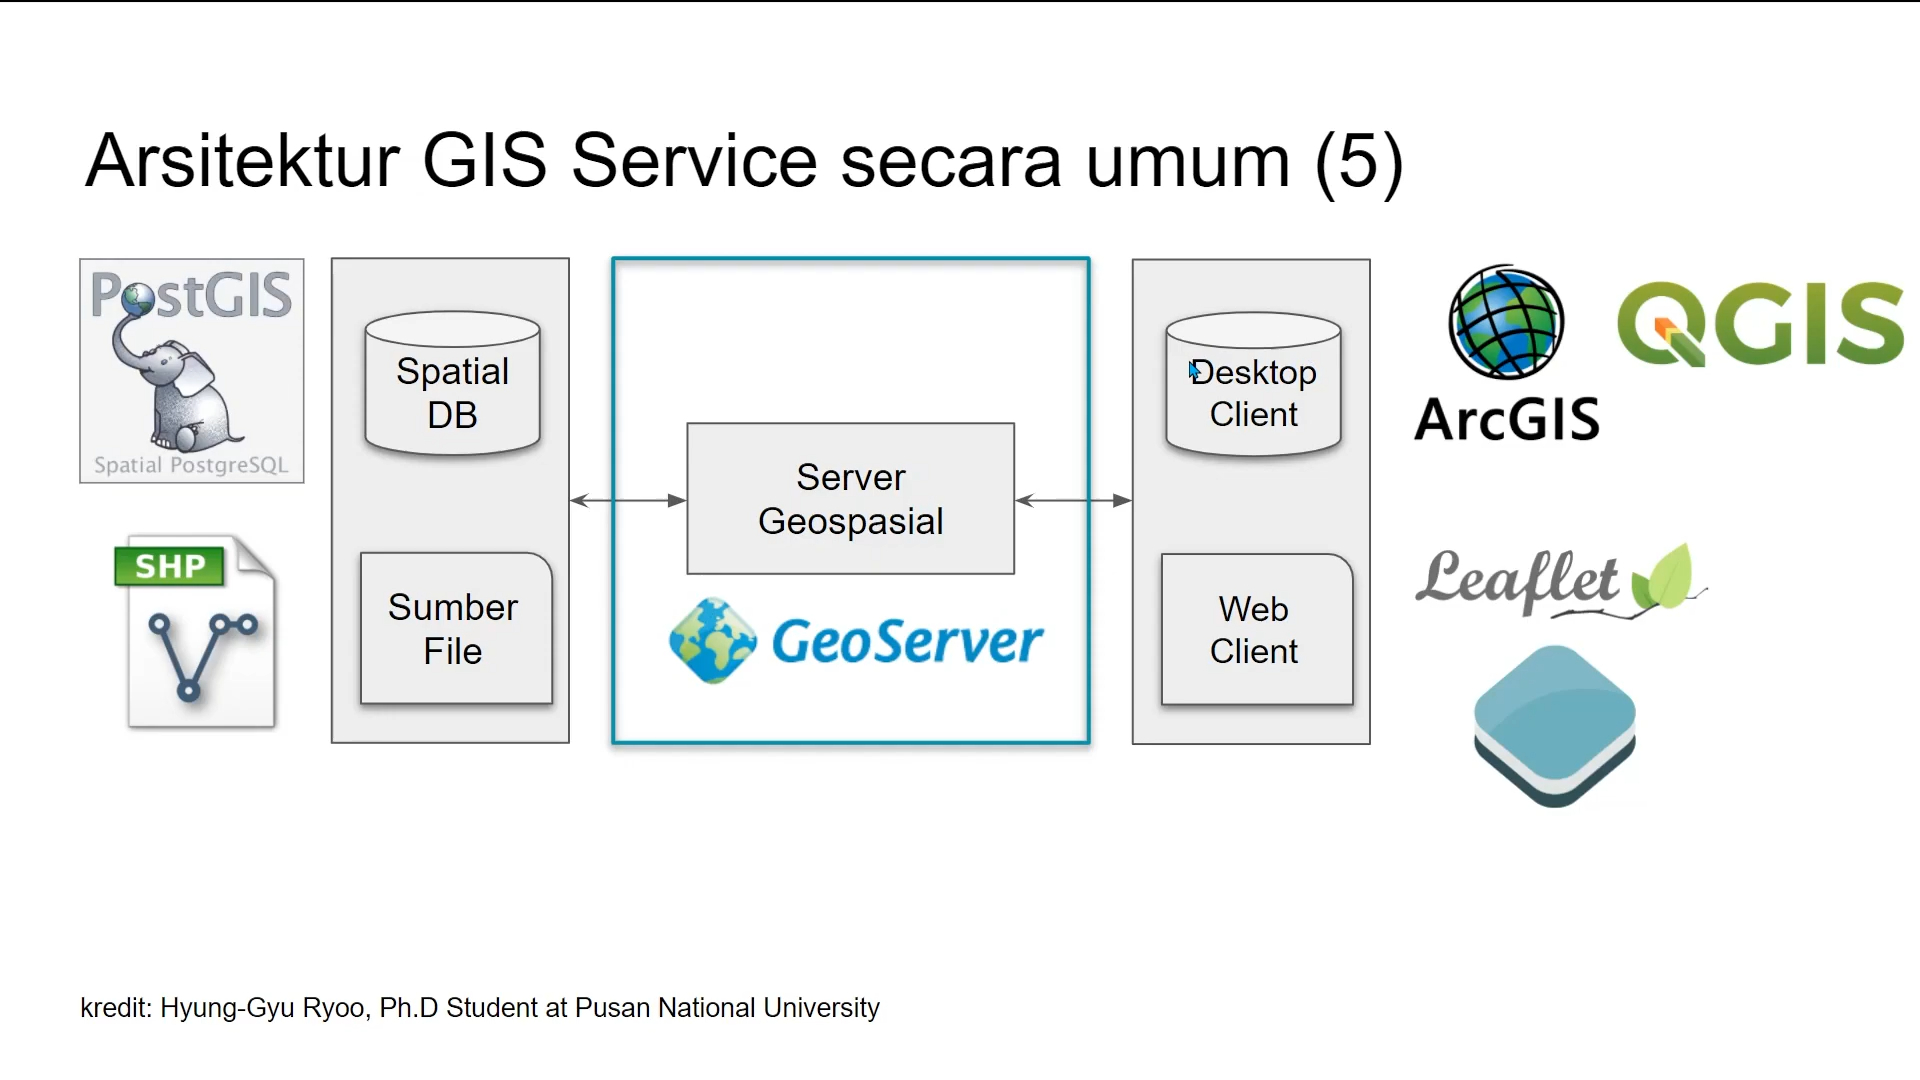 Arsitektur GIS Service secara umum (5)
PostGIS
Spatial PostgreSQL
SHP
Spatial
DB
Sumber
File
Server
Geospasial
GeoServer
Desktop
Client
Web
Client
ArcGIS
QGIS
Leaflet
kredit: Hyung-Gyu Ryoo, Ph.D Student at Pusan National University